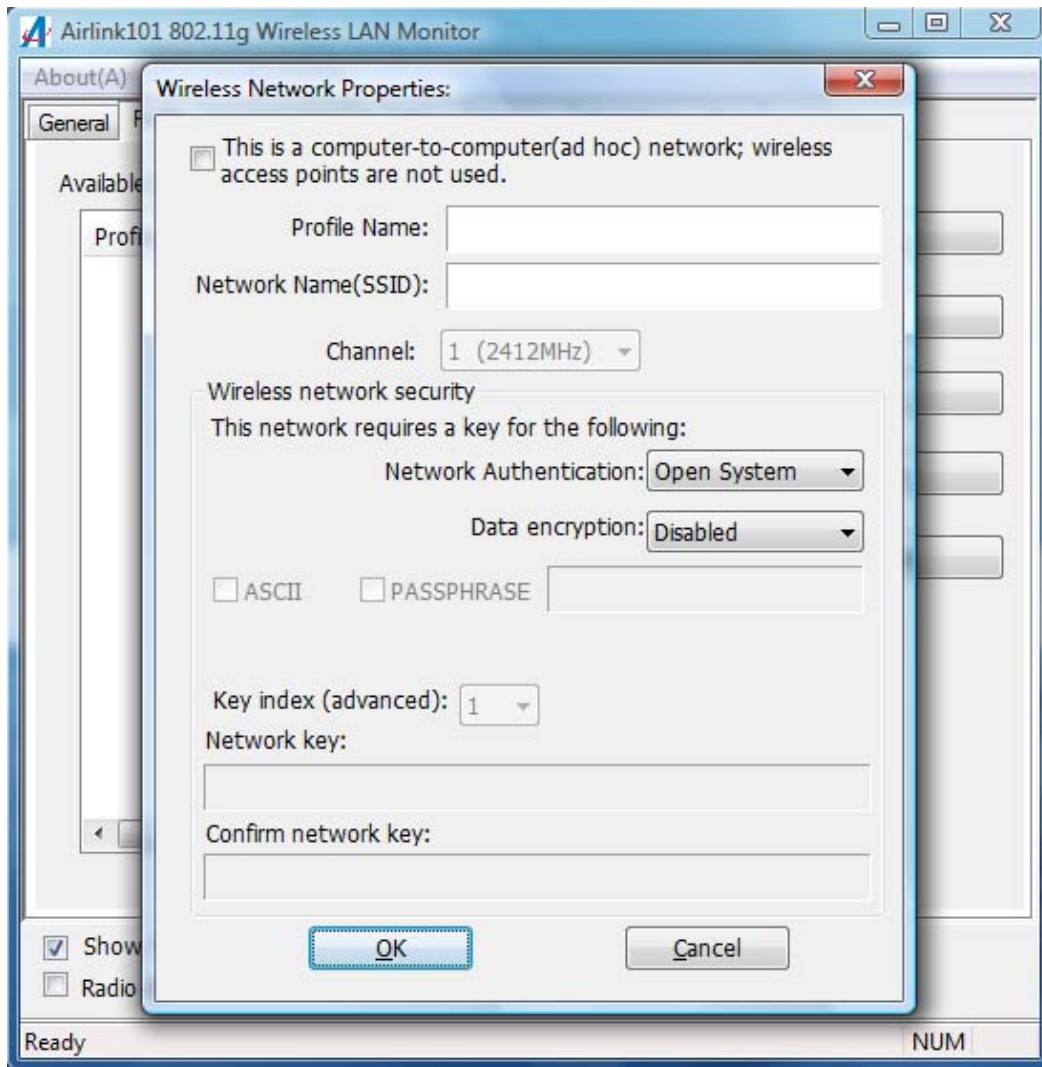 Airlink101 802.11g Wireless LAN Monitor
About(A)
Wireless Network Properties:
General
This is a computer-to-computer(ad hoc) network; wireless
access points are not used.
Available
Profile Name:
Profi
Network Name(SSID):
Channel: 1 (2412MHz)
Wireless network security
This network requires a key for the following:
Network Authentication: Open System
Data encryption: Disabled
ASCII PASSPHRASE
Key index (advanced): 1
Network key:
Confirm network key:
OK Cancel
Show
Radio
Ready NUM